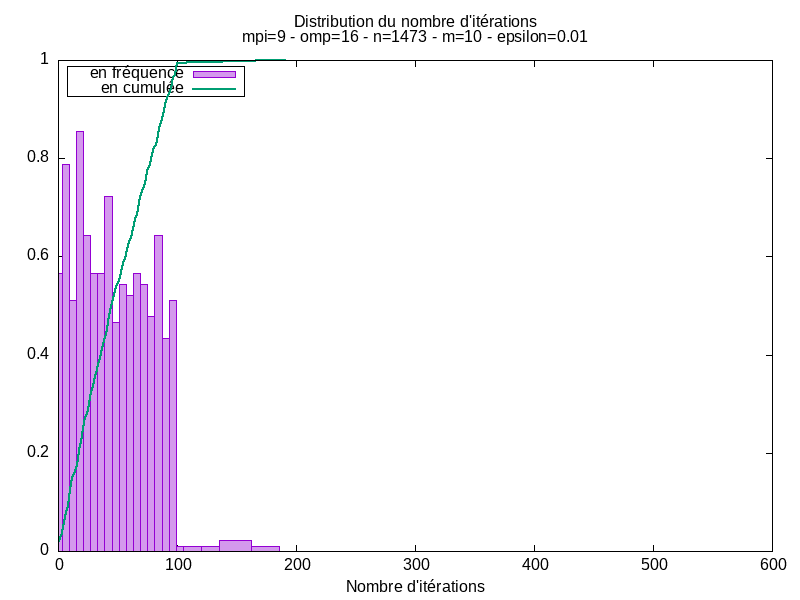 Distribution du nombre d'itérations
mpi=9 - omp=16 - n=1473 - m=10 - epsilon=0.01
en fréquence
en cumulée
1
0.8
0.6
0.4
0.2
0
0 100 200 300 400 500 600
Nombre d'itérations